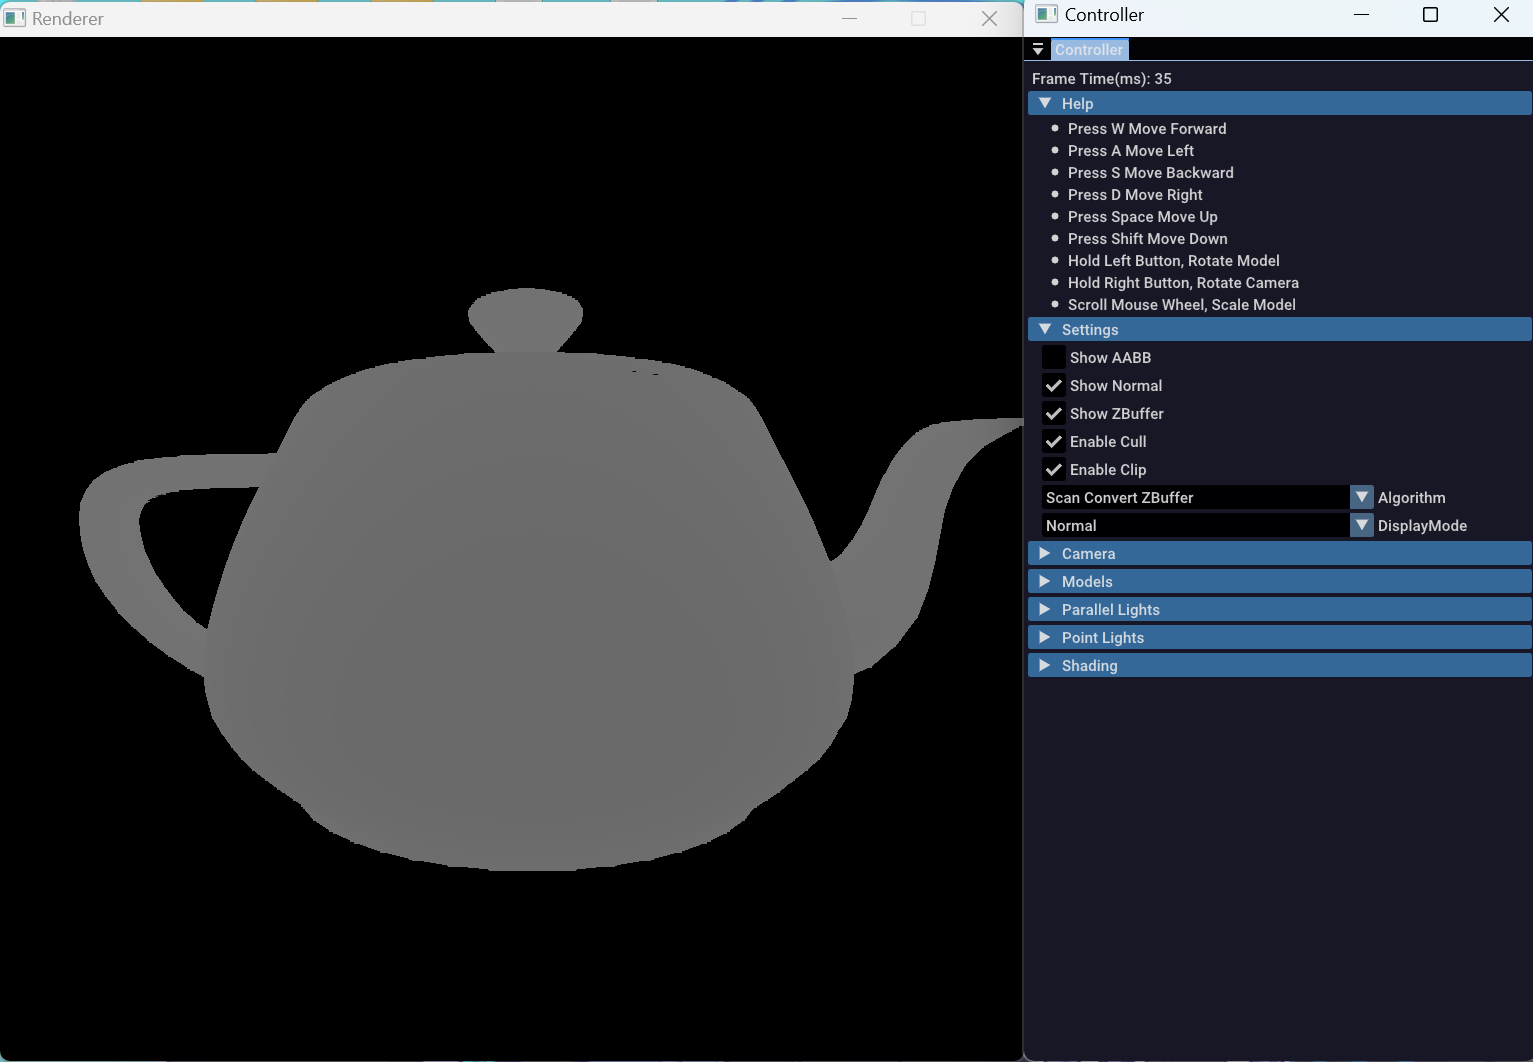 Renderer
Controller
Controller
Frame Time(ms): 35
Help
Press W Move Forward
Press A Move Left
Press S Move Backward
Press D Move Right
Press Space Move Up
Press Shift Move Down
Hold Left Button, Rotate Model
Hold Right Button, Rotate Camera
Scroll Mouse Wheel, Scale Model
Settings
Show AABB
Show Normal
Show ZBuffer
Enable Cull
Enable Clip
Scan Convert ZBuffer Algorithm
Normal DisplayMode
Camera
Models
Parallel Lights
Point Lights
Shading